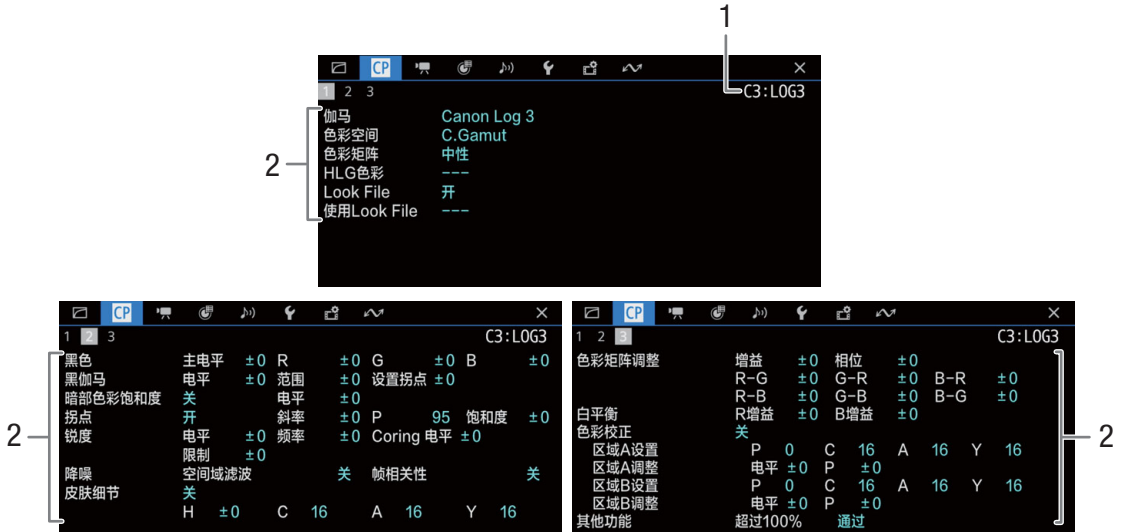 1
CP
1 2 3 C3:LOG3
伽马 Canon Log 3
色彩空间 C.Gamut
色彩矩阵 中性
HLG色彩 ---
Look File 开
使用Look File ---
2
CP
1 2 3 C3:LOG3
黑色 主电平 ±0 R ±0 G ±0 B ±0
黑伽马 电平 ±0 范围 ±0 设置拐点 ±0
暗部色彩饱和度 关 电平 ±0
拐点 开 斜率 ±0 P 95 饱和度 ±0
锐度 电平 ±0 频率 ±0 Coring 电平 ±0
限制 ±0
降噪 空间域滤波 关 帧相关性 关
皮肤细节 关
H ±0 C 16 A 16 Y 16
2
CP
1 2 3 C3:LOG3
色彩矩阵调整 增益 ±0 相位 ±0
R-G ±0 G-R ±0 B-R ±0
R-B ±0 G-B ±0 B-G ±0
白平衡 R增益 ±0 B增益 ±0
色彩校正 关
区域A设置 P 0 C 16 A 16 Y 16
区域A调整 电平 ±0 P ±0
区域B设置 P 0 C 16 A 16 Y 16
区域B调整 电平 ±0 P ±0
其他功能 超过100% 通过
2